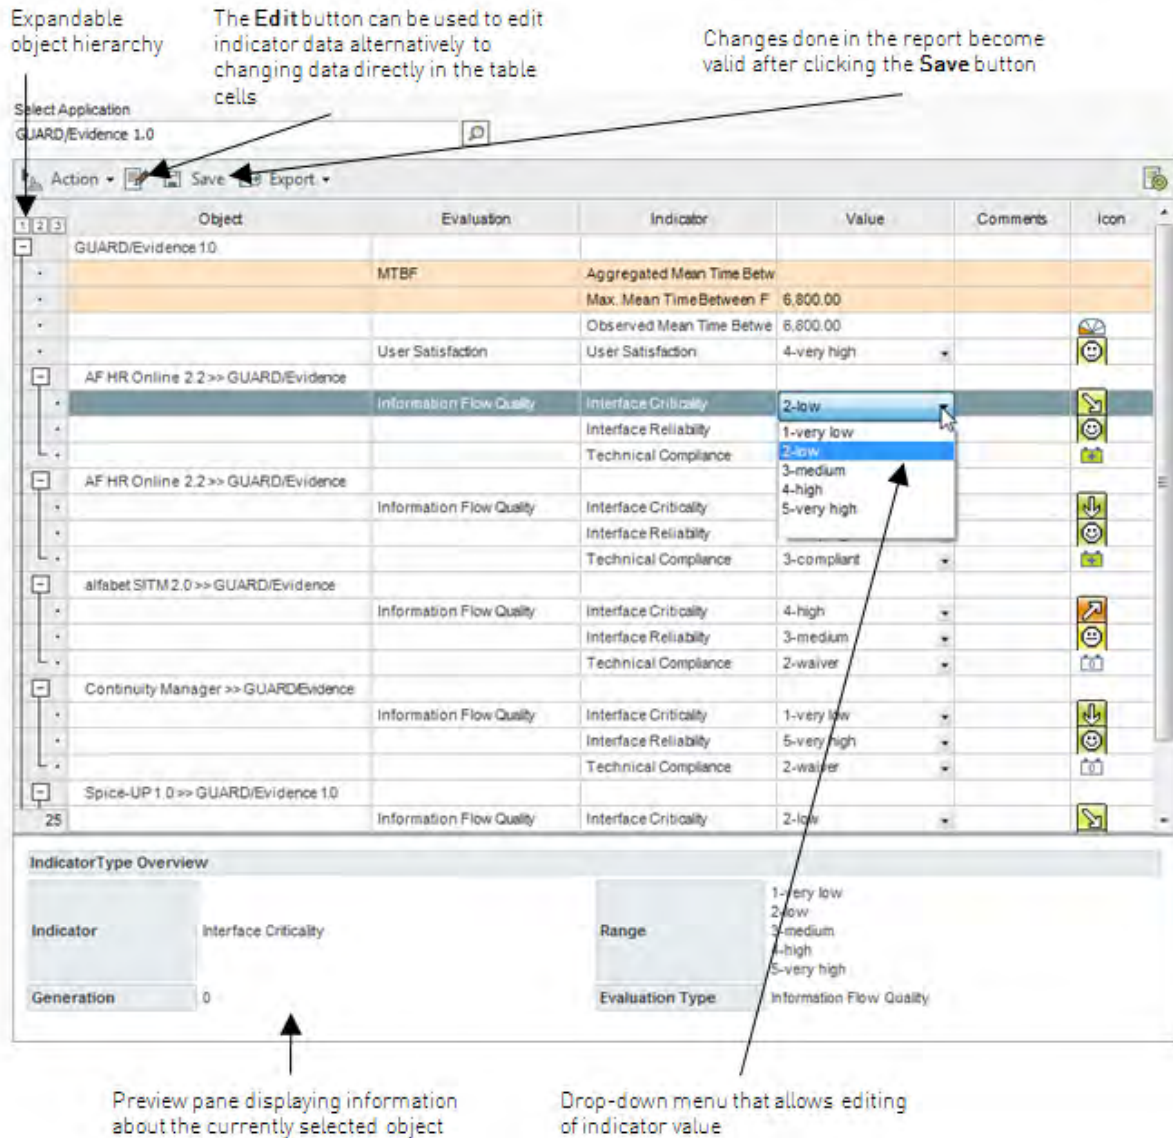 Expandable
object hierarchy
The Edit button can be used to edit
indicator data alternatively to
changing data directly in the table
cells
Changes done in the report become
valid after clicking the Save button
Select Application
GUARD/Evidence 1.0
Action Save Export
1 2 3 Object Evaluation Indicator Value Comments Icon
GUARD/Evidence 1.0
MTBF Aggregated Mean Time Betw
Max. Mean Time Between F 6,800.00
Observed Mean Time Betwe 6,800.00
User Satisfaction User Satisfaction 4-very high
AF HR Online 2.2 >> GUARD/Evidence
Information Flow Quality Interface Criticality 2-low
Interface Reliability 1-very low
Technical Compliance 2-low
AF HR Online 2.2 >> GUARD/Evidence 3-medium
4-high
Information Flow Quality Interface Criticality 5-very high
Interface Reliability
Technical Compliance 3-compliant
alfabet SITM 2.0 >> GUARD/Evidence
Information Flow Quality Interface Criticality 4-high
Interface Reliability 3-medium
Technical Compliance 2-waiver
Continuity Manager >> GUARD/Evidence
Information Flow Quality Interface Criticality 1-very low
Interface Reliability 5-very high
Technical Compliance 2-waiver
Spice-UP 1.0 >> GUARD/Evidence 1.0
25 Information Flow Quality Interface Criticality 2-low
IndicatorType Overview
Indicator Interface Criticality Range
1-very low
2-low
3-medium
4-high
5-very high
Generation 0 Evaluation Type Information Flow Quality
Preview pane displaying information
about the currently selected object
Drop-down menu that allows editing
of indicator value